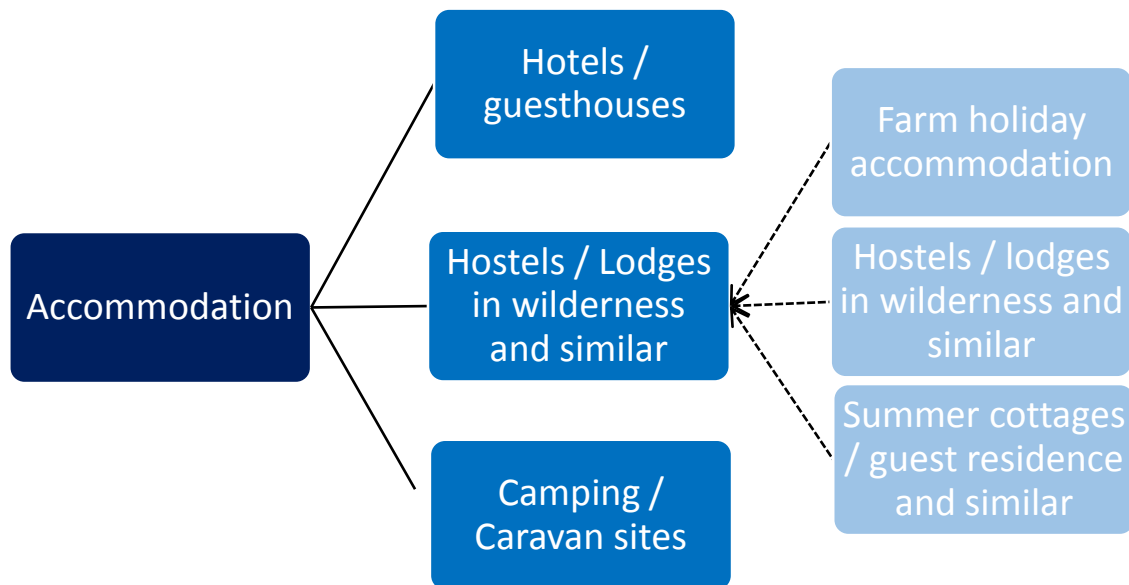 Accommodation
Hotels /
guesthouses
Hostels / Lodges
in wilderness
and similar
Camping /
Caravan sites
Farm holiday
accommodation
Hostels / lodges
in wilderness and
similar
Summer cottages
/ guest residence
and similar